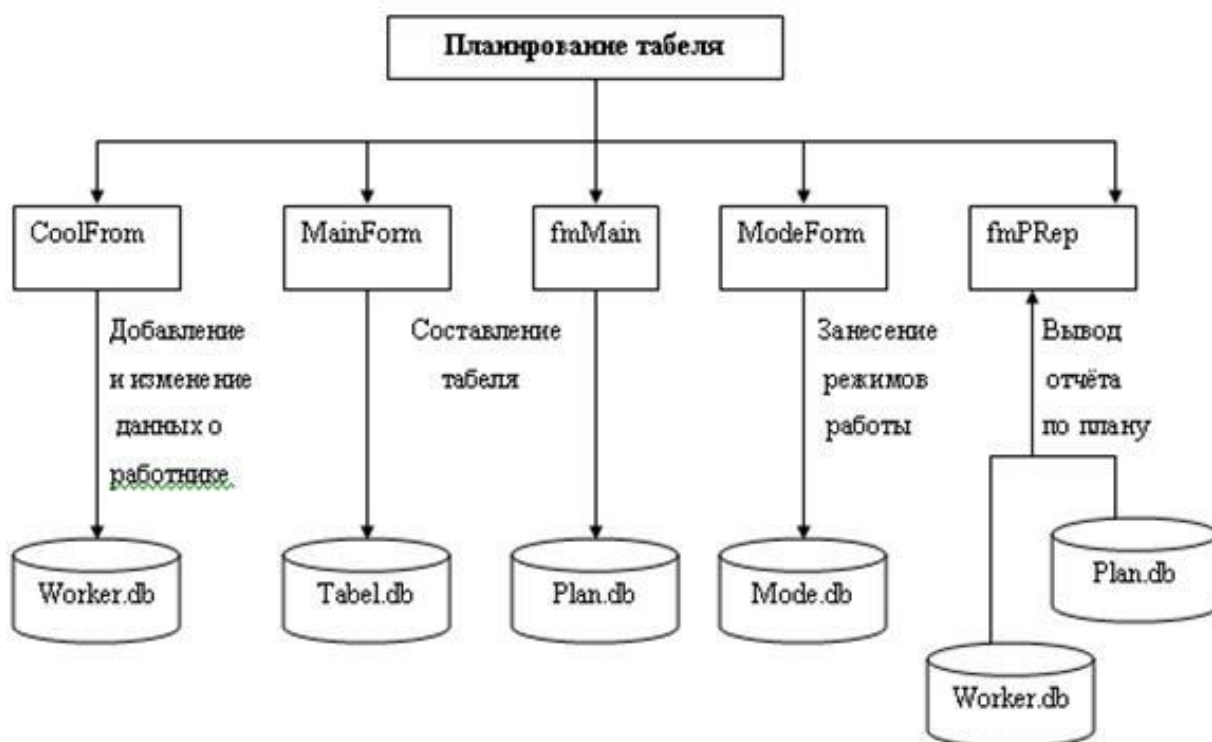 Планирование табеля
CoolFrom
MainForm
fmMain
ModeForm
fmPRep
Добавление
и изменение
данных о
работнике
Составление
табеля
Занесение
режимов
работы
Вывод
отчёта
по плану
Worker.db
Tabel.db
Plan.db
Mode.db
Plan.db
Worker.db